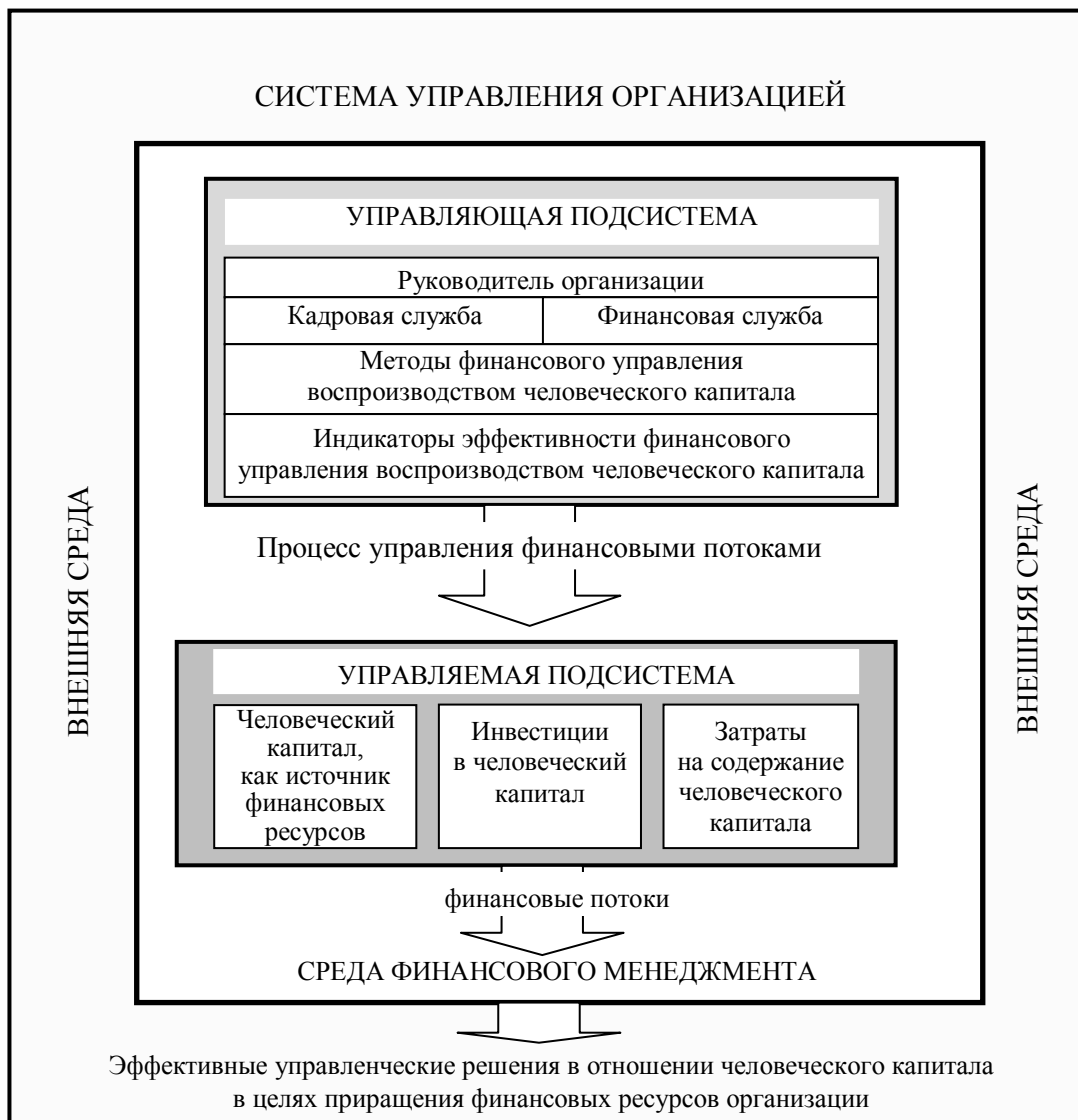 СИСТЕМА УПРАВЛЕНИЯ ОРГАНИЗАЦИЕЙ
ВНЕШНЯЯ СРЕДА
УПРАВЛЯЮЩАЯ ПОДСИСТЕМА
Руководитель организации
Кадровая служба
Финансовая служба
Методы финансового управления
воспроизводством человеческого капитала
Индикаторы эффективности финансового
управления воспроизводством человеческого капитала
Процесс управления финансовыми потоками
УПРАВЛЯЕМАЯ ПОДСИСТЕМА
Человеческий
капитал,
как источник
финансовых
ресурсов
Инвестиции
в человеческий
капитал
Затраты
на содержание
человеческого
капитала
финансовые потоки
СРЕДА ФИНАНСОВОГО МЕНЕДЖМЕНТА
ВНЕШНЯЯ СРЕДА
Эффективные управленческие решения в отношении человеческого капитала
в целях приращения финансовых ресурсов организации